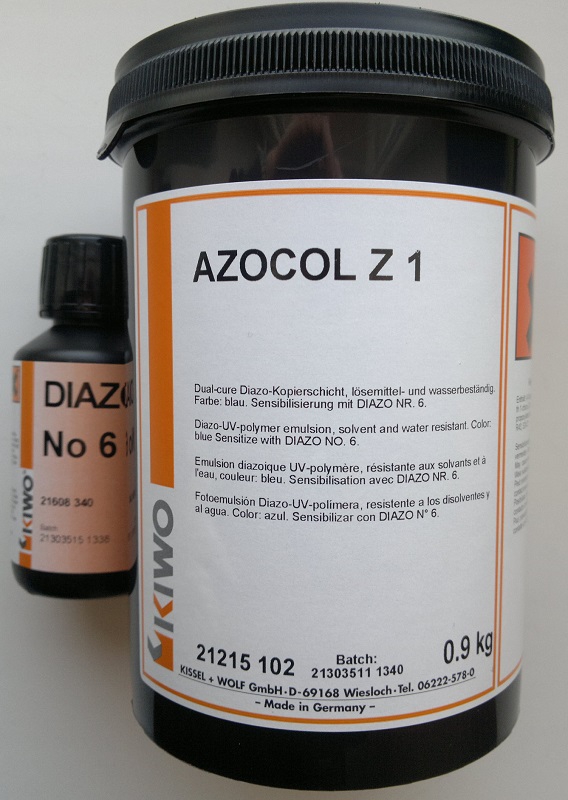 AZOCOL Z 1
Dual-cure Diazo-Kopierschicht, lösemittel- und wasserbeständig.
Farbe: blau. Sensibilisierung mit DIAZO NR. 6.
Diazo-UV-polymer emulsion, solvent and water resistant. Color:
blue Sensitize with DIAZO NO. 6.
Emulsion diazoique UV-polymère, résistante aux solvants et à
l'eau, couleur: bleu. Sensibilisation avec DIAZO NR. 6.
Fotoemulsión Diazo-UV-polímera, resistente a los disolventes y
al agua. Color: azul. Sensibilizar con DIAZO N° 6.
KIWO
21215 102
Batch:
21303511 1340
0.9 kg
KISSEL + WOLF GmbH · D-69168 Wiesloch · Tel. 06222-578-0
– Made in Germany –
DIAZO
No 6
21608 340
Batch:
21303515 1338
KIWO